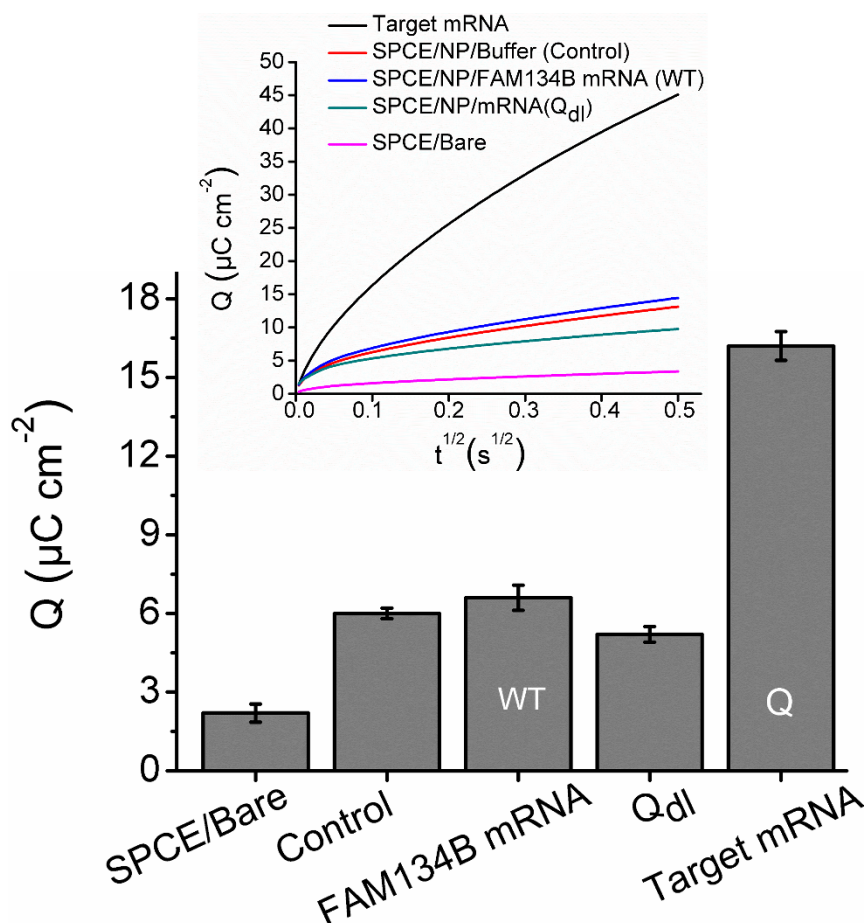 Target mRNA
SPCE/NP/Buffer (Control)
SPCE/NP/FAM134B mRNA (WT)
SPCE/NP/mRNA(Qdl)
SPCE/Bare
Q (µC cm⁻²)
50
45
40
35
30
25
20
15
10
5
0
0.0 0.1 0.2 0.3 0.4 0.5
t^1/2 (s^1/2)
Q (µC cm⁻²)
18
15
12
9
6
3
0
WT
Q
SPCE/Bare
Control
FAM134B mRNA
Qdl
Target mRNA